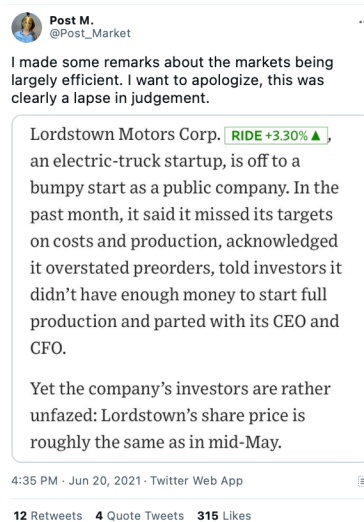 Post M.
@Post_Market
I made some remarks about the markets being
largely efficient. I want to apologize, this was
clearly a lapse in judgement.
Lordstown Motors Corp. RIDE +3.30% ▲,
an electric-truck startup, is off to a
bumpy start as a public company. In the
past month, it said it missed its targets
on costs and production, acknowledged
it overstated preorders, told investors it
didn’t have enough money to start full
production and parted with its CEO and
CFO.
Yet the company’s investors are rather
unfazed: Lordstown’s share price is
roughly the same as in mid-May.
4:35 PM · Jun 20, 2021 · Twitter Web App
12 Retweets 4 Quote Tweets 315 Likes